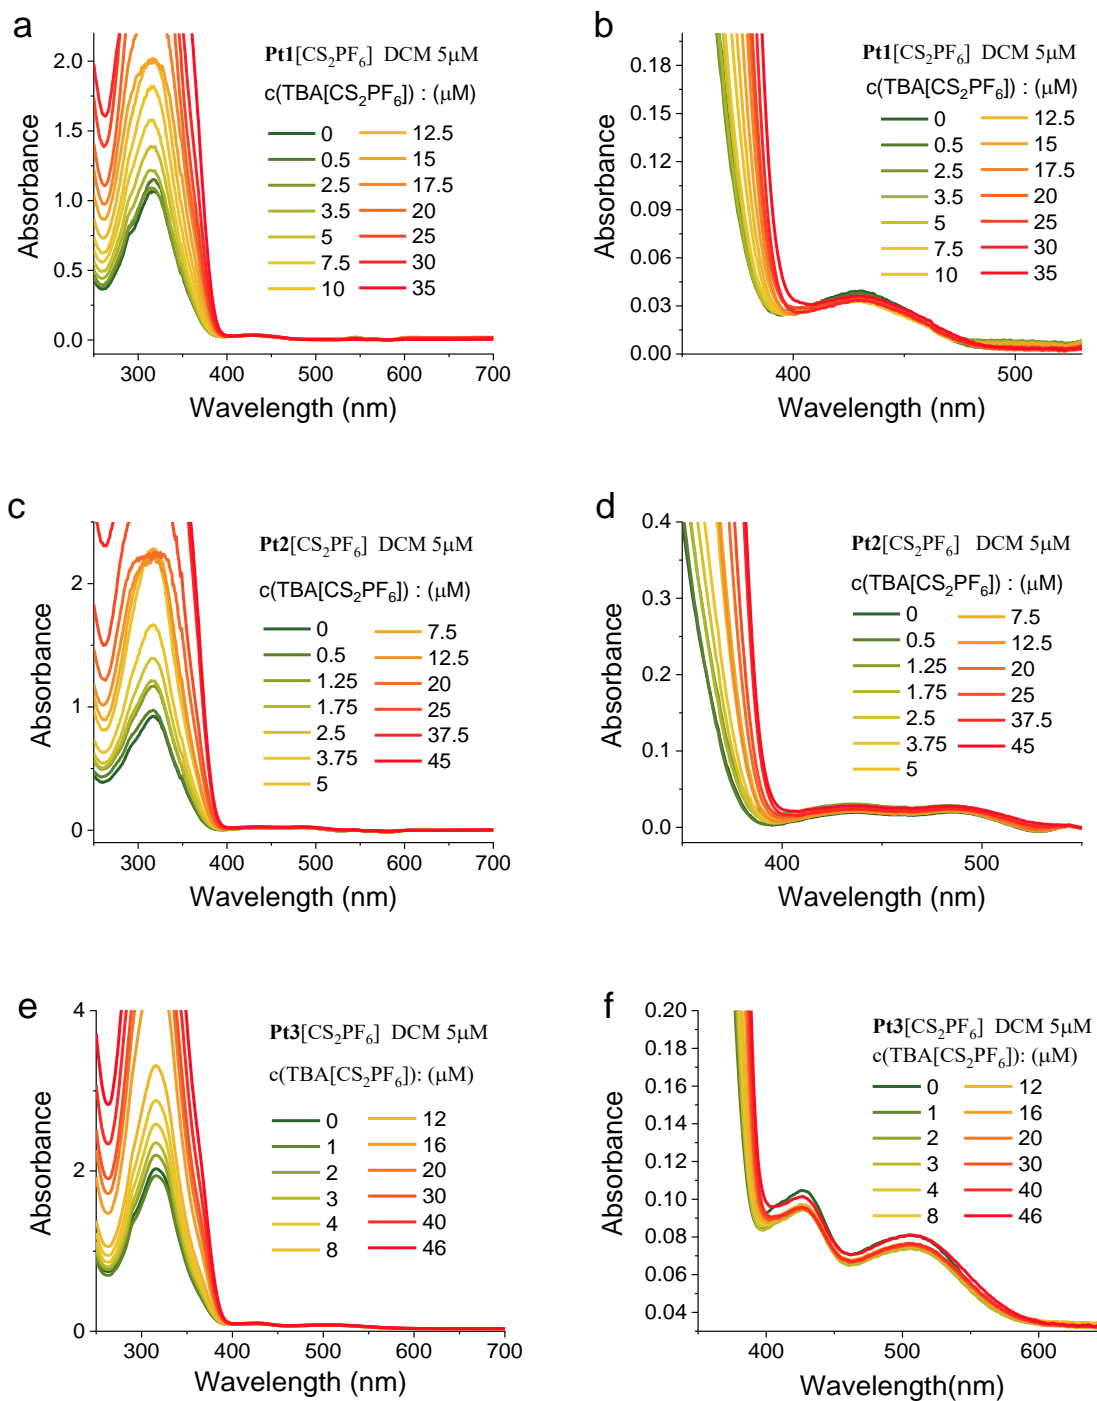 a
Pt1[CS₂PF₆] DCM 5μM
c(TBA[CS₂PF₆]) : (μM)
0 12.5
0.5 15
2.5 17.5
3.5 20
5 25
7.5 30
10 35
2.0
1.5
1.0
0.5
0.0
Absorbance
300 400 500 600 700
Wavelength (nm)
b
Pt1[CS₂PF₆] DCM 5μM
c(TBA[CS₂PF₆]) : (μM)
0 12.5
0.5 15
2.5 17.5
3.5 20
5 25
7.5 30
10 35
0.18
0.15
0.12
0.09
0.06
0.03
0.00
Absorbance
400 500
Wavelength (nm)
c
Pt2[CS₂PF₆] DCM 5μM
c(TBA[CS₂PF₆]) : (μM)
0 7.5
0.5 12.5
1.25 20
1.75 25
2.5 37.5
3.75 45
5
2
1
0
Absorbance
300 400 500 600 700
Wavelength (nm)
d
Pt2[CS₂PF₆] DCM 5μM
c(TBA[CS₂PF₆]) : (μM)
0 7.5
0.5 12.5
1.25 20
1.75 25
2.5 37.5
3.75 45
5
0.4
0.3
0.2
0.1
0.0
Absorbance
400 500
Wavelength (nm)
e
Pt3[CS₂PF₆] DCM 5μM
c(TBA[CS₂PF₆]): (μM)
0 12
1 16
2 20
3 30
4 40
8 46
4
2
0
Absorbance
300 400 500 600 700
Wavelength (nm)
f
Pt3[CS₂PF₆] DCM 5μM
c(TBA[CS₂PF₆]): (μM)
0 12
1 16
2 20
3 30
4 40
8 46
0.20
0.18
0.16
0.14
0.12
0.10
0.08
0.06
0.04
Absorbance
400 500 600
Wavelength(nm)